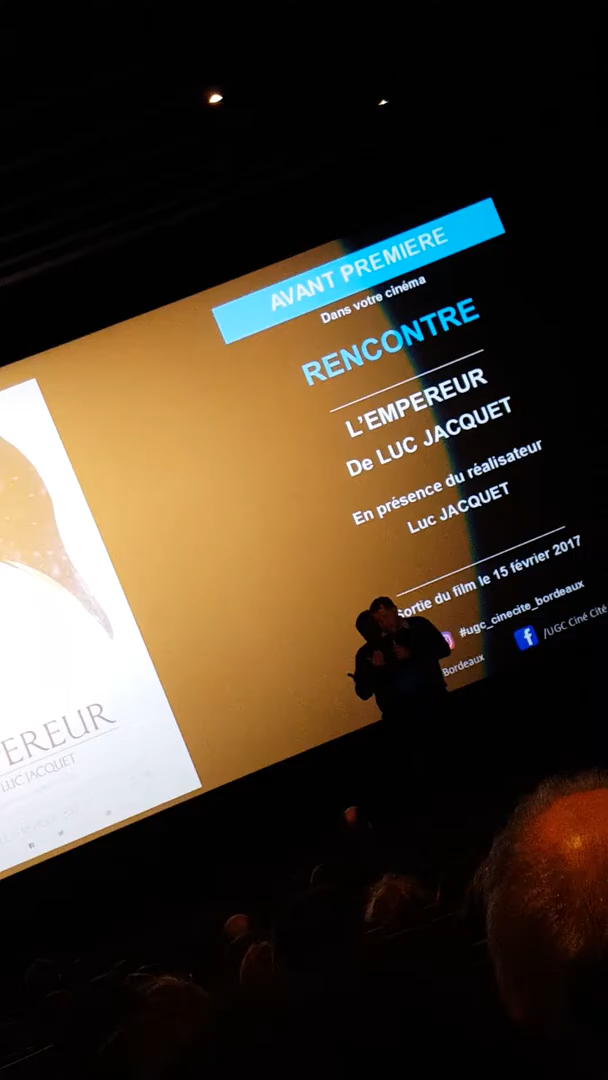 AVANT PREMIERE
Dans votre cinéma
RENCONTRE
L'EMPEREUR
De LUC JACQUET
En présence du réalisateur
Luc JACQUET
Sortie du film le 15 février 2017
#ugc_cinecite_bordeaux
/UGC Ciné Cité
Bordeaux
PEREUR
LUC JACQUET